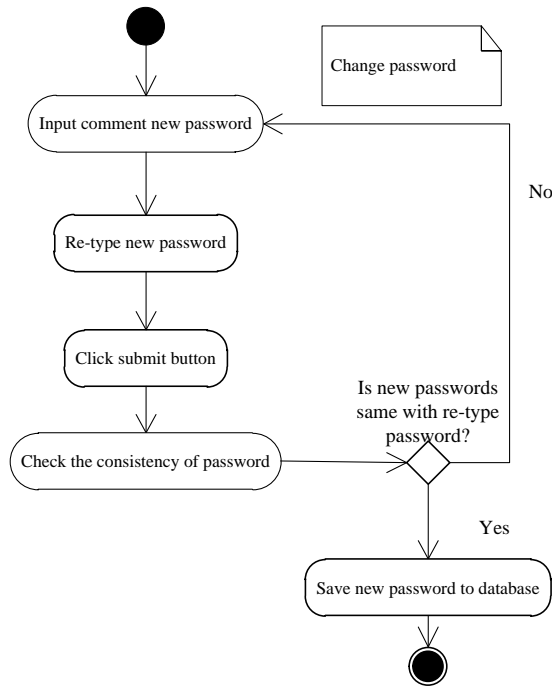 Change password
Input comment new password
No
Re-type new password
Click submit button
Is new passwords
same with re-type
password?
Check the consistency of password
Yes
Save new password to database